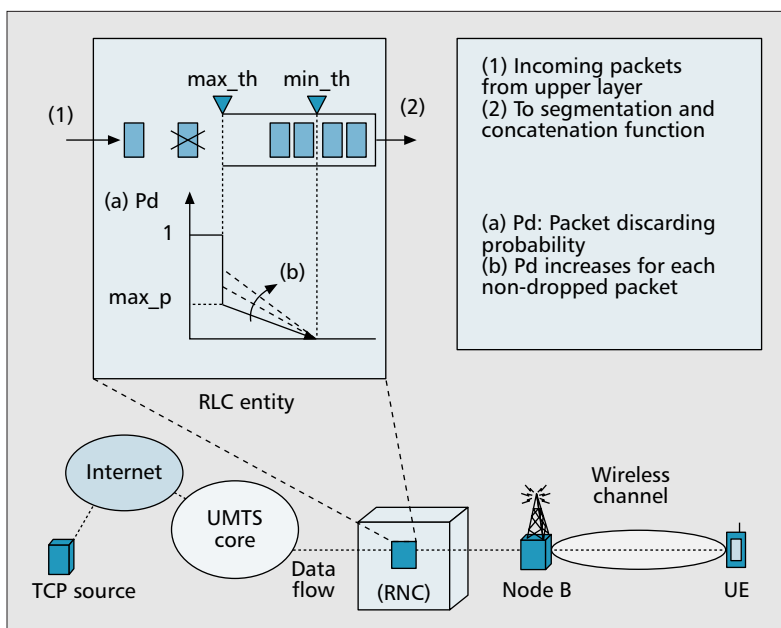 max_th
min_th
(1)
(2)
(a) Pd
1
(b)
max_p
RLC entity
(1) Incoming packets
from upper layer
(2) To segmentation and
concatenation function
(a) Pd: Packet discarding
probability
(b) Pd increases for each
non-dropped packet
Internet
UMTS
core
TCP source
Data
flow
(RNC)
Node B
Wireless
channel
UE